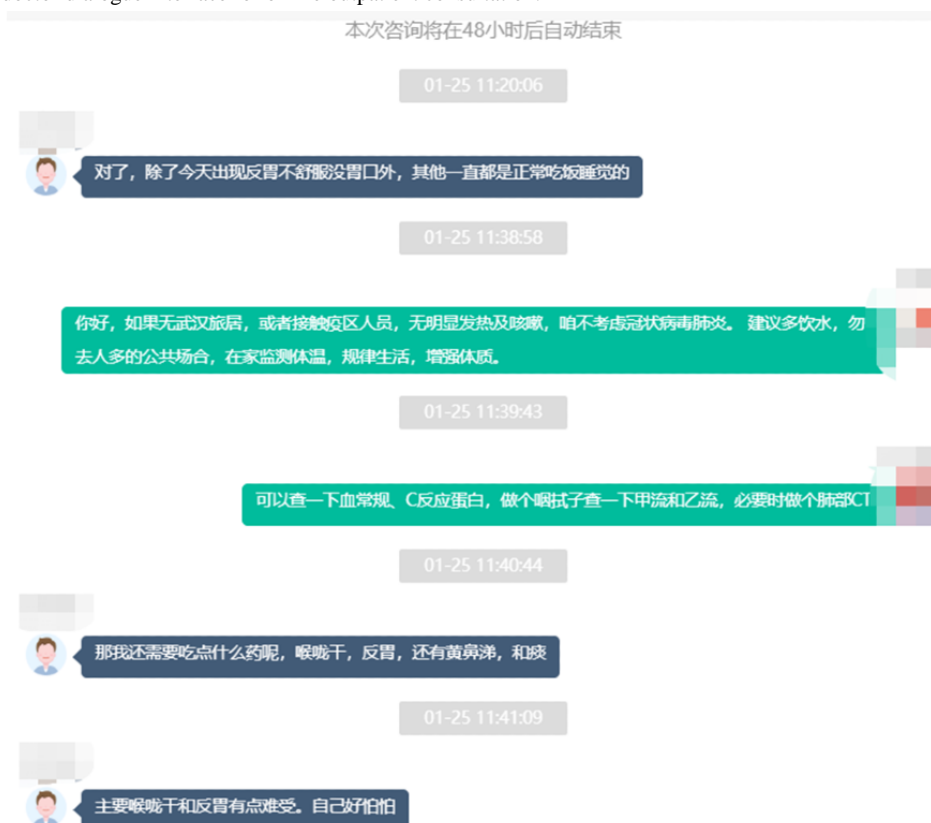 本次咨询将在48小时后自动结束
01-25 11:20:06
对了，除了今天出现反胃不舒服没胃口外，其他一直都是正常吃饭睡觉的
01-25 11:38:58
你好，如果无武汉旅居，或者接触疫区人员，无明显发热及咳嗽，咱不考虑冠状病毒肺炎。 建议多饮水，勿
去人多的公共场合，在家监测体温，规律生活，增强体质。
01-25 11:39:43
可以查一下血常规、C反应蛋白，做个咽拭子查一下甲流和乙流，必要时做个肺部CT
01-25 11:40:44
那我还需要吃点什么药呢，喉咙干，反胃，还有黄鼻涕，和痰
01-25 11:41:09
主要喉咙干和反胃有点难受。自己好怕怕